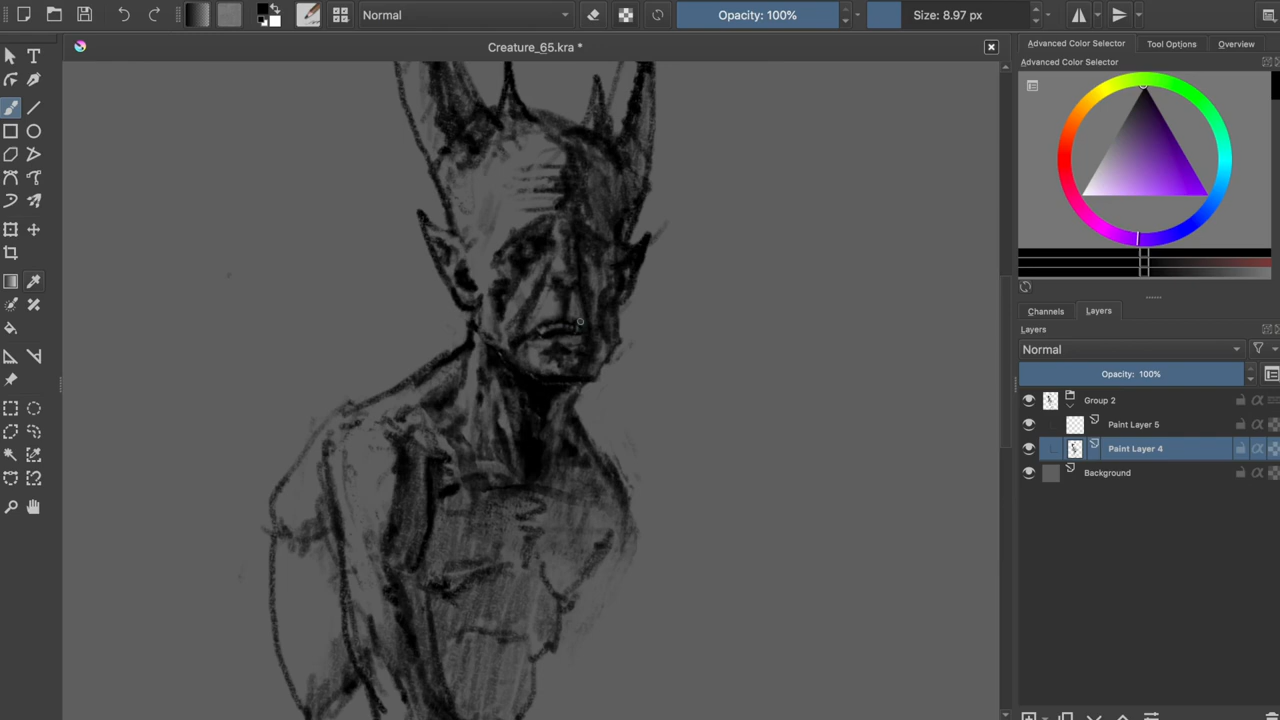 Normal
Opacity: 100%
Size: 8.97 px
Creature_65.kra *
Advanced Color Selector
Tool Options
Overview
Advanced Color Selector
Channels
Layers
Layers
Normal
Opacity: 100%
Group 2
Paint Layer 5
Paint Layer 4
Background